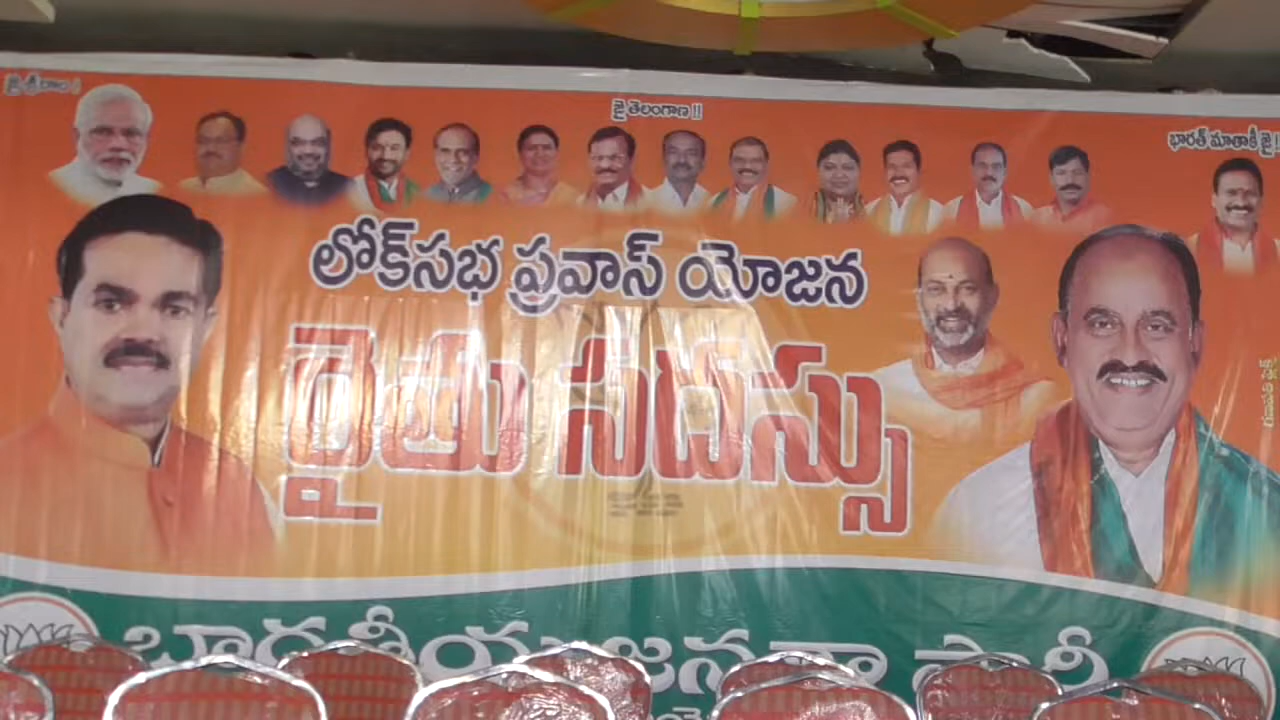 జై శ్రీరాం !
జై తెలంగాణ !!
భారత్ మాతాకీ జై !
లోక్‌సభ ప్రవాస్ యోజన
రైతు సదస్సు
భారతీయ జనతా పార్టీ